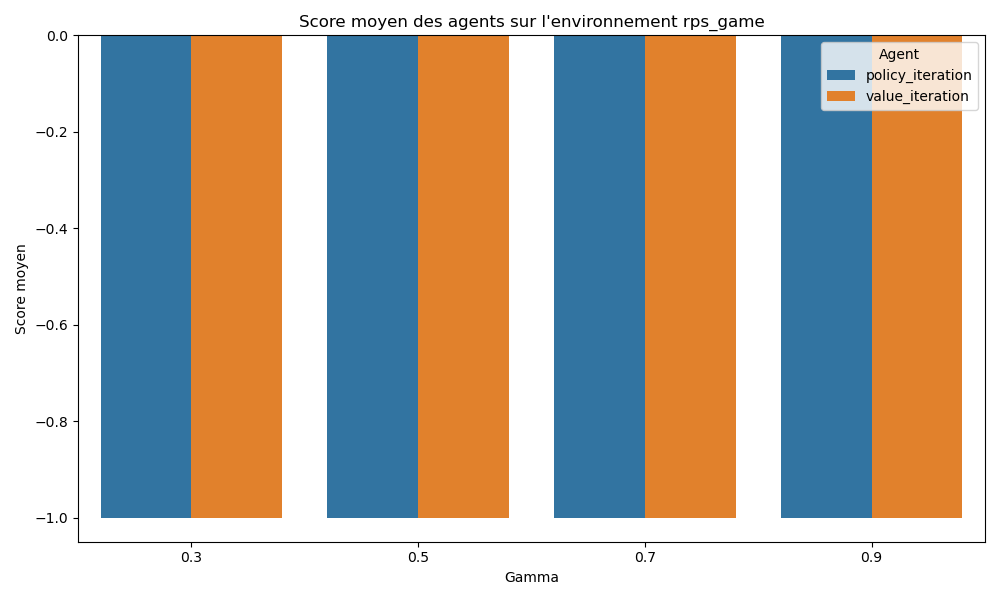 Score moyen des agents sur l'environnement rps_game
Agent
policy_iteration
value_iteration
Score moyen
0.0
−0.2
−0.4
−0.6
−0.8
−1.0
0.3
0.5
0.7
0.9
Gamma